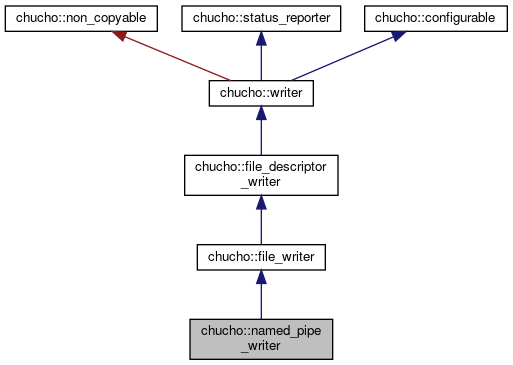 chucho::non_copyable
chucho::status_reporter
chucho::configurable
chucho::writer
chucho::file_descriptor
_writer
chucho::file_writer
chucho::named_pipe
_writer